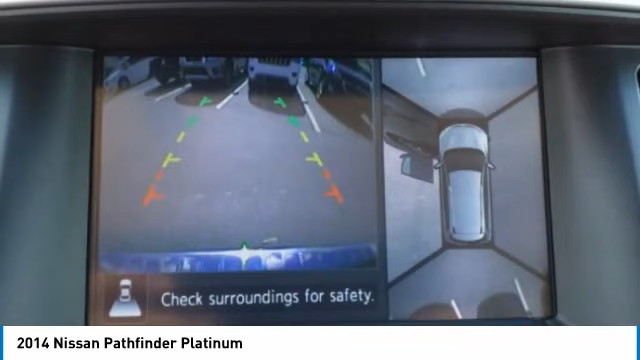 Check surroundings for safety.
2014 Nissan Pathfinder Platinum